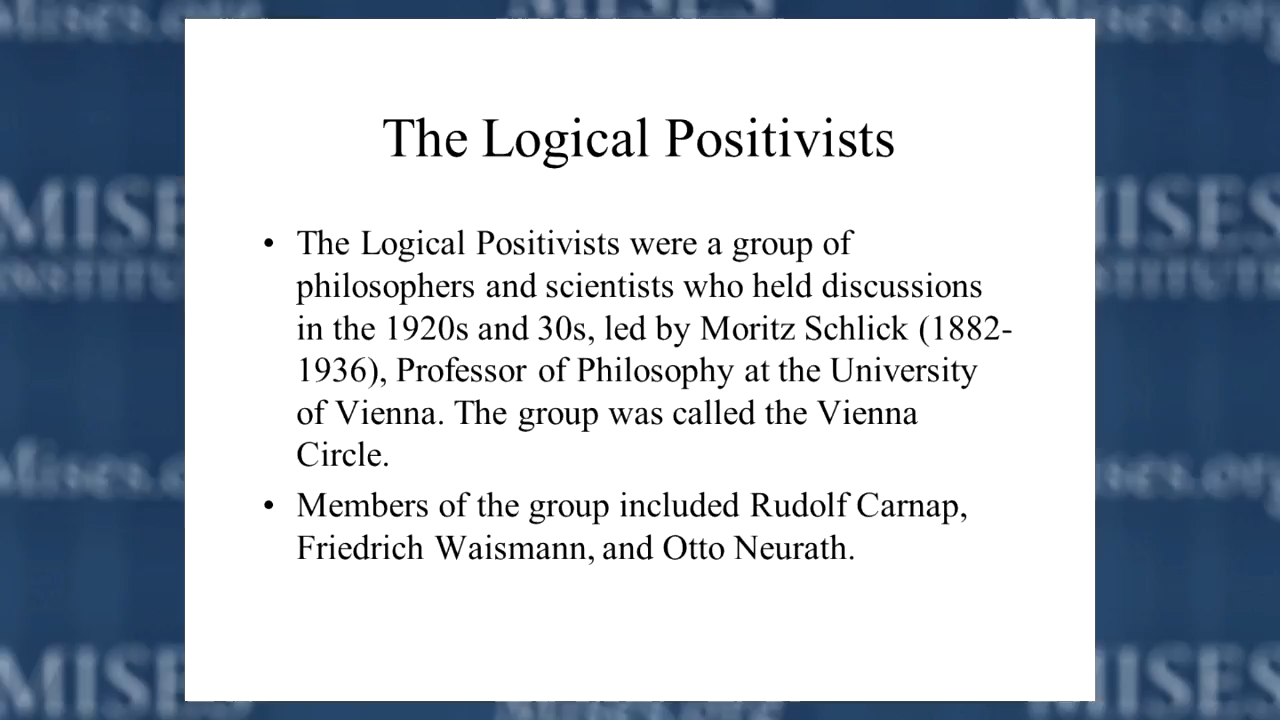 The Logical Positivists
• The Logical Positivists were a group of
philosophers and scientists who held discussions
in the 1920s and 30s, led by Moritz Schlick (1882-
1936), Professor of Philosophy at the University
of Vienna. The group was called the Vienna
Circle.
• Members of the group included Rudolf Carnap,
Friedrich Waismann, and Otto Neurath.